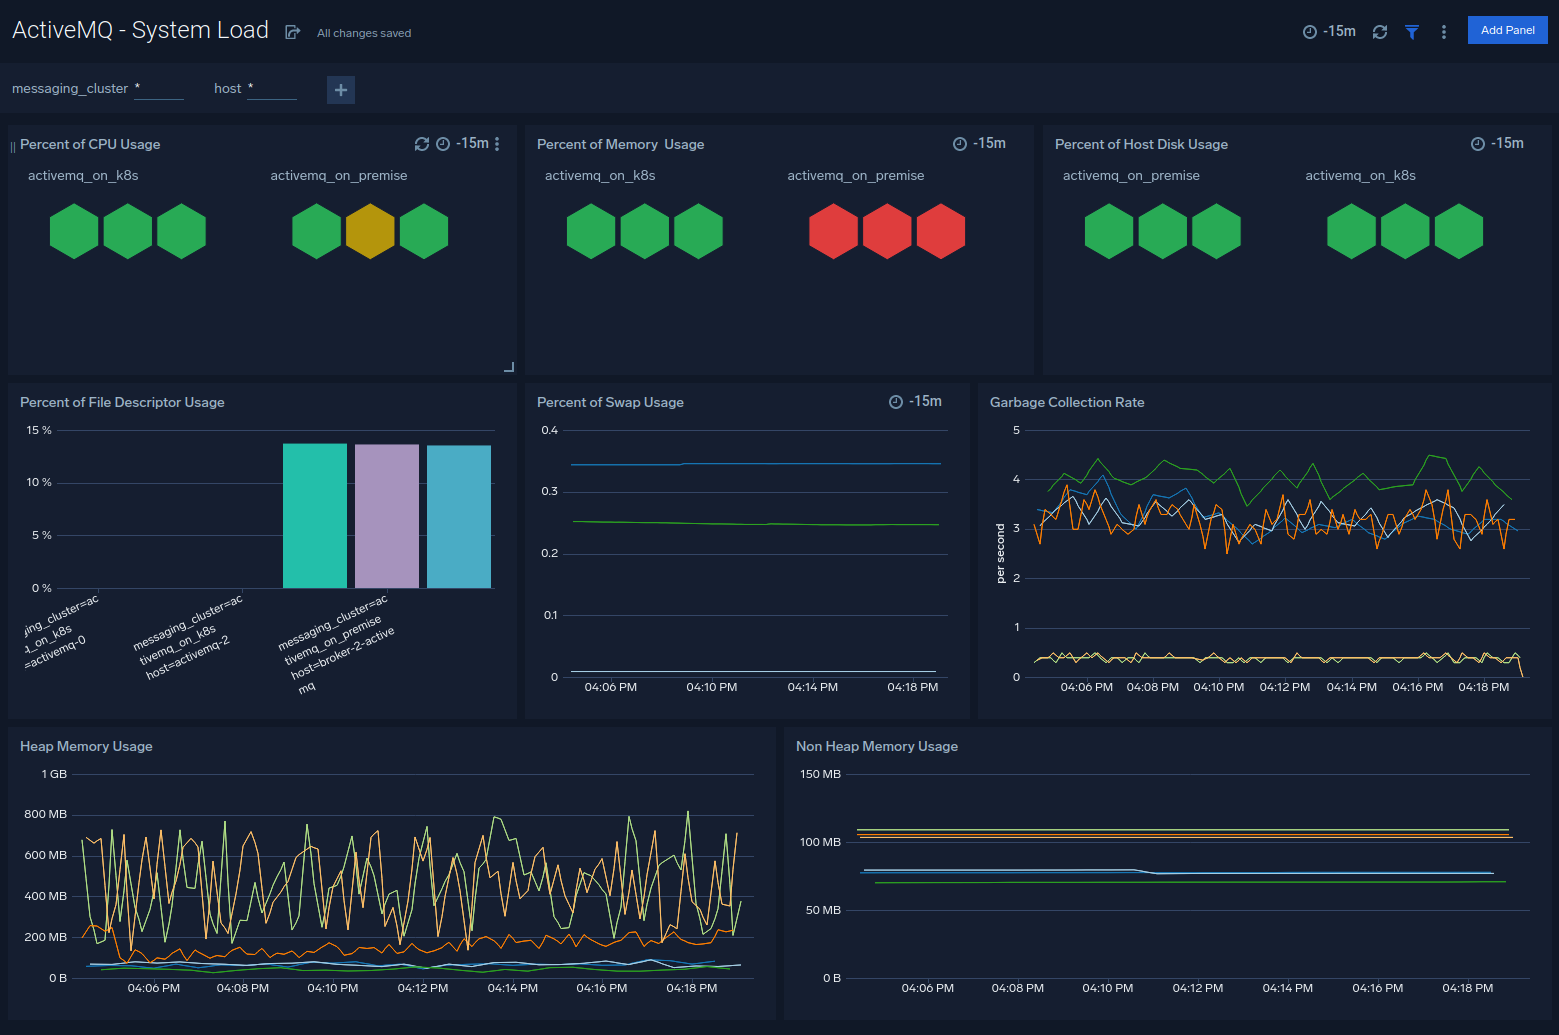 ActiveMQ - System Load
All changes saved
-15m
Add Panel
messaging_cluster *
host *
+
Percent of CPU Usage
-15m
activemq_on_k8s
activemq_on_premise
Percent of Memory Usage
-15m
activemq_on_k8s
activemq_on_premise
Percent of Host Disk Usage
-15m
activemq_on_premise
activemq_on_k8s
Percent of File Descriptor Usage
15 %
10 %
5 %
0 %
ging_cluster=ac
q_on_k8s
=activemq-0
messaging_cluster=ac
tivemq_on_k8s
host=activemq-2
messaging_cluster=ac
tivemq_on_premise
host=broker-2-active
mq
Percent of Swap Usage
-15m
0.4
0.3
0.2
0.1
0
04:06 PM
04:10 PM
04:14 PM
04:18 PM
Garbage Collection Rate
per second
5
4
3
2
1
0
04:06 PM
04:08 PM
04:10 PM
04:12 PM
04:14 PM
04:16 PM
04:18 PM
Heap Memory Usage
1 GB
800 MB
600 MB
400 MB
200 MB
0 B
04:06 PM
04:08 PM
04:10 PM
04:12 PM
04:14 PM
04:16 PM
04:18 PM
Non Heap Memory Usage
150 MB
100 MB
50 MB
0 B
04:06 PM
04:08 PM
04:10 PM
04:12 PM
04:14 PM
04:16 PM
04:18 PM